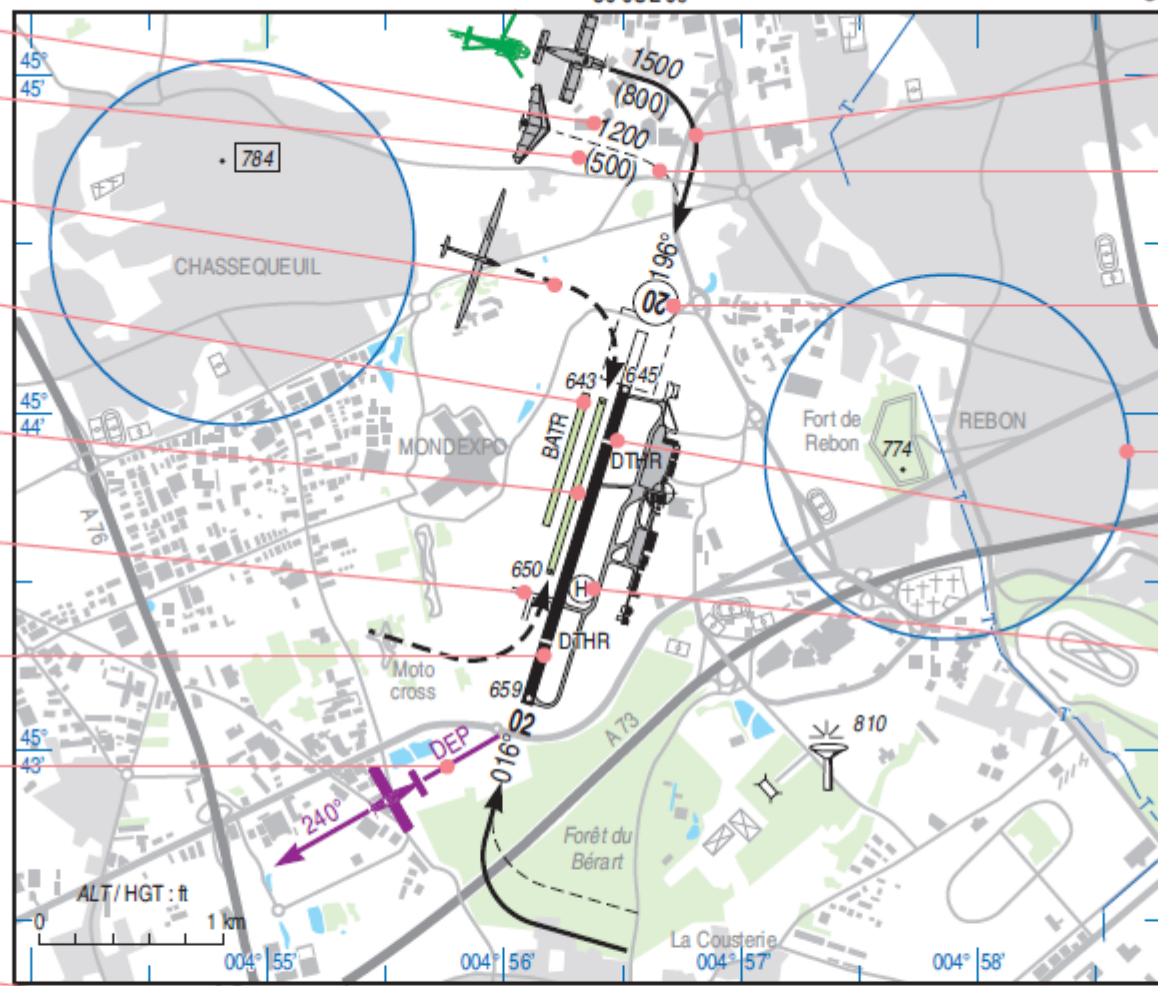 45°
45'
1500
(800)
1200
(500)
784
T
CHASSEQUEUIL
196°
20
643
645
45°
44'
BATR
MONDEXPO
DTHR
Fort de
Rebon
774
REBON
T
A 76
650
H
DTHR
Moto
cross
659
02
A 73
T
810
45°
43'
DEP
016°
240°
T
Forêt du
Bérart
ALT / HGT : ft
0
1 km
La Cousterie
004° 55'
004° 56'
004° 57'
004° 58'